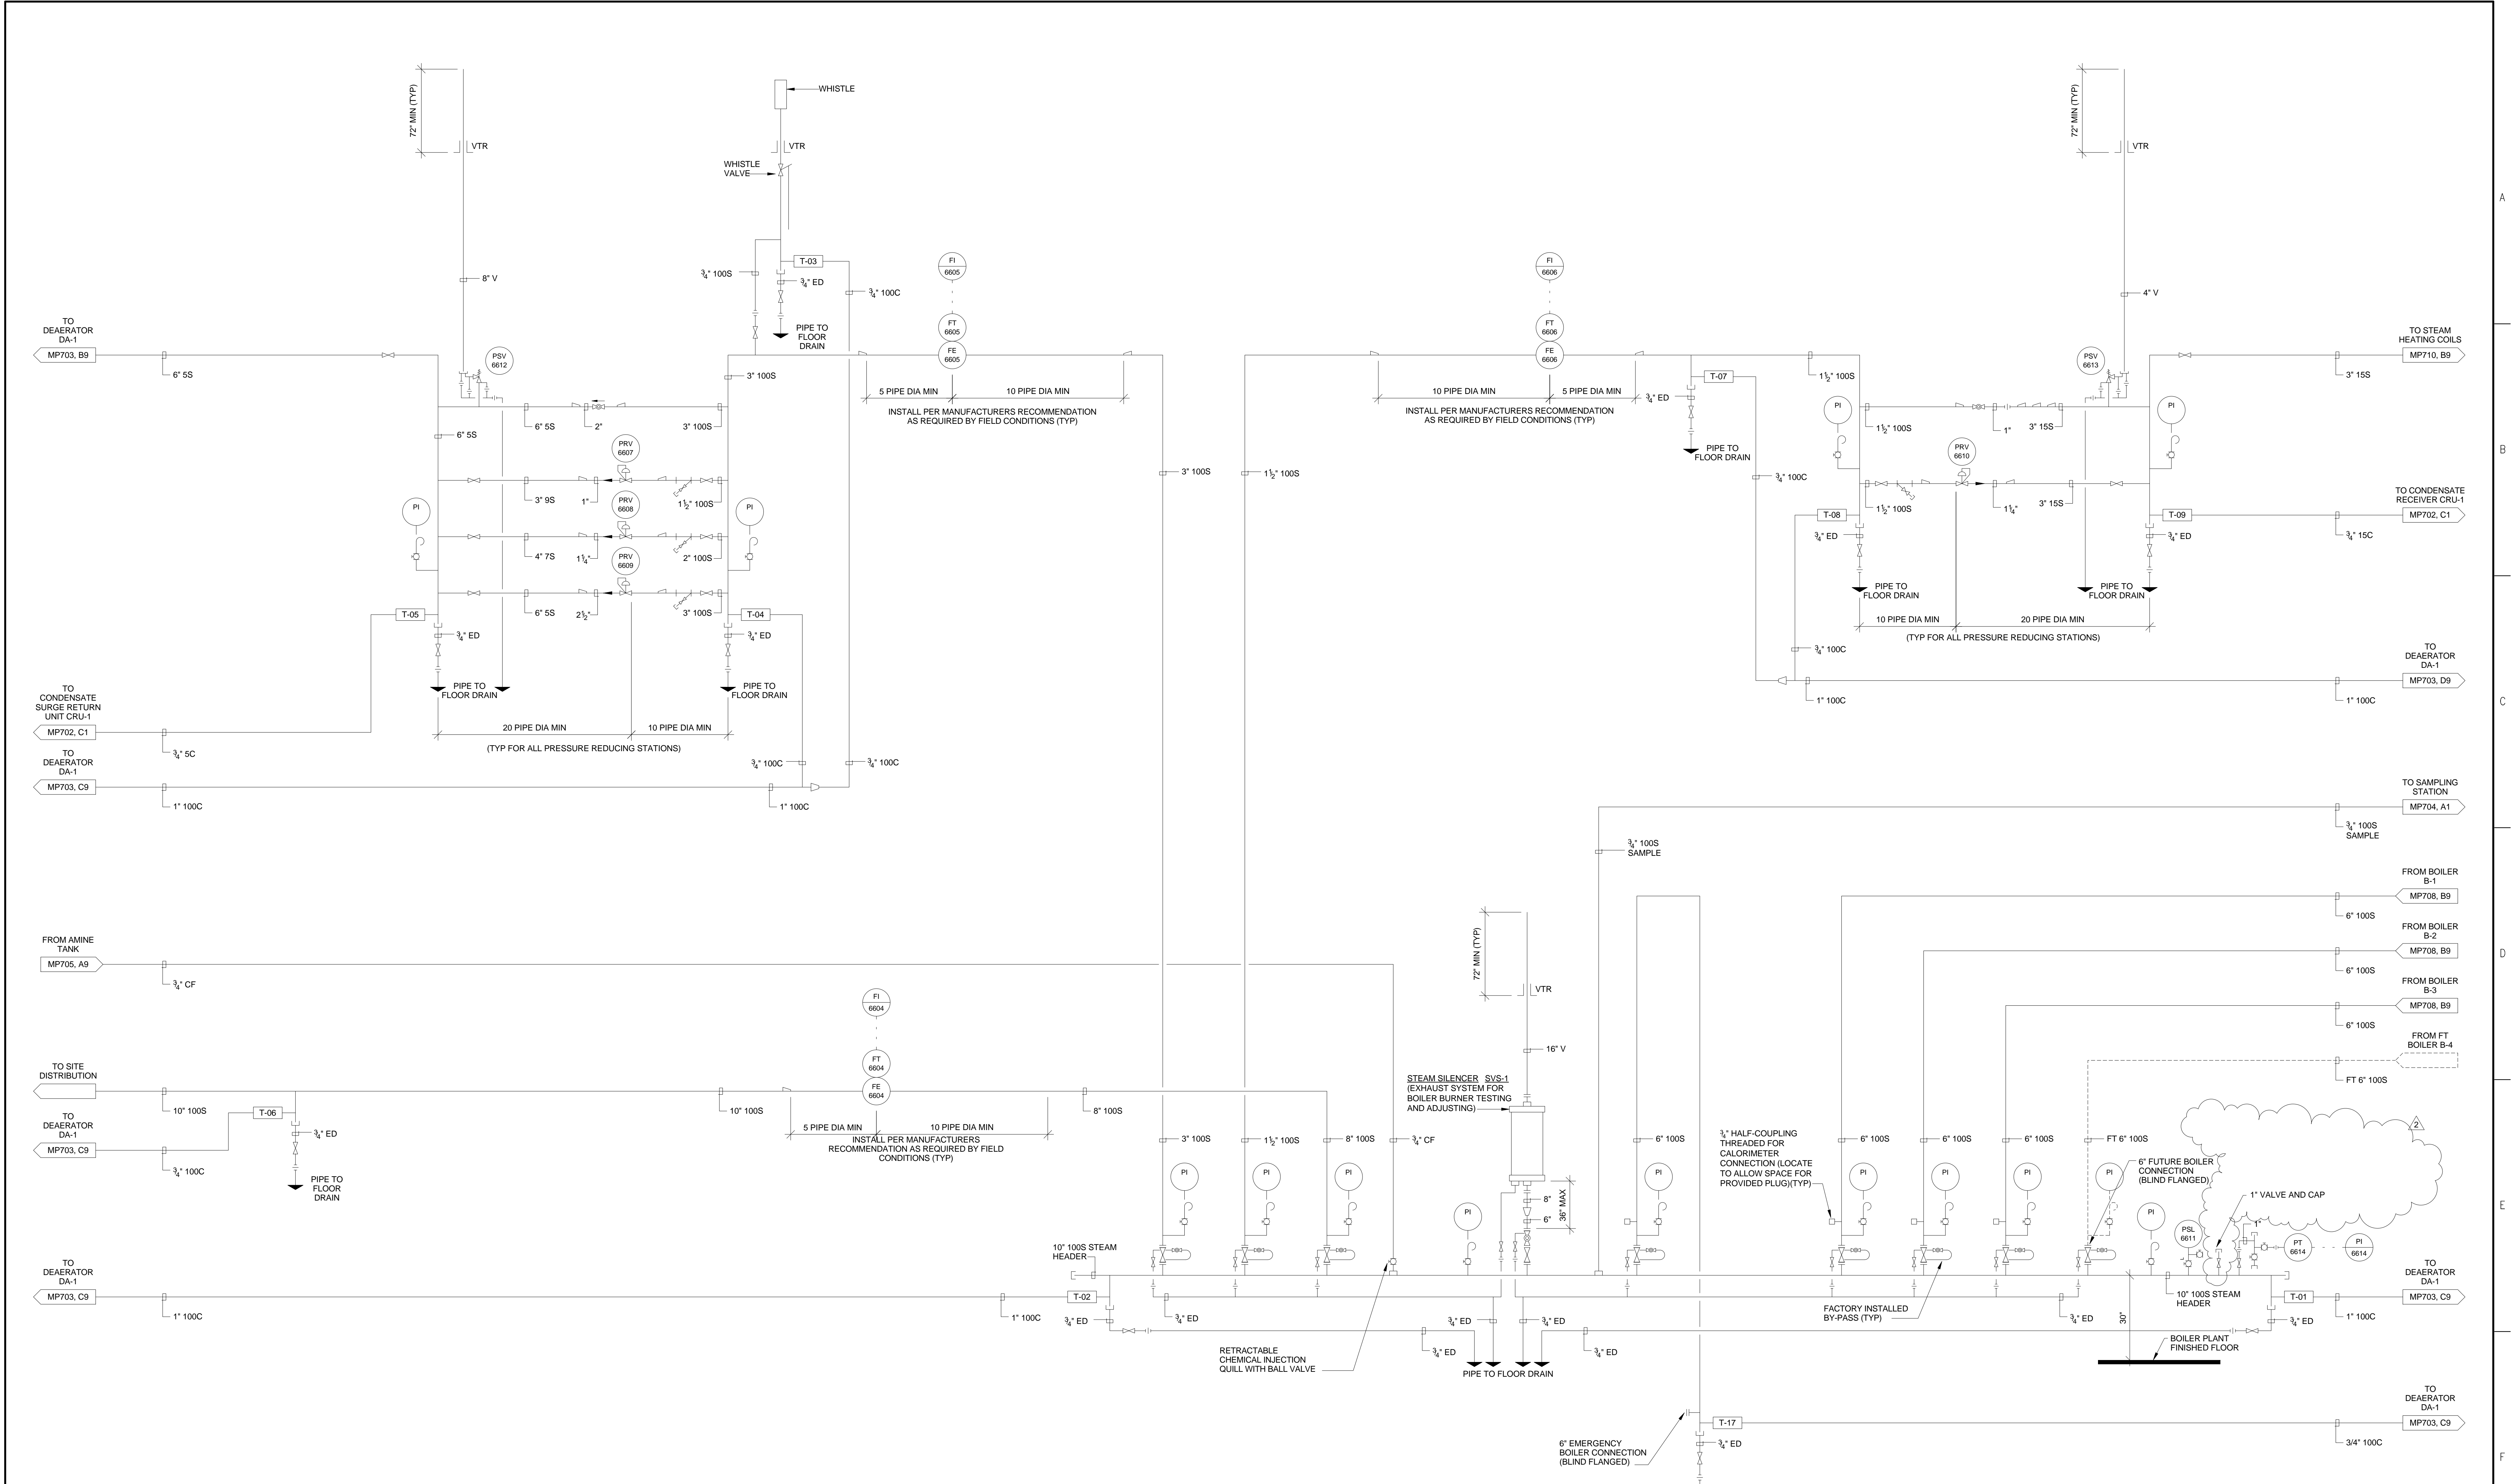 72" MIN (TYP)
VTR
WHISTLE
VTR
WHISTLE
VALVE
72" MIN (TYP)
VTR
A
8" V
3/4" 100S
T-03
3/4" ED
3/4" 100C
PIPE TO
FLOOR
DRAIN
FI
6605
FT
6605
FE
6605
FI
6606
FT
6606
FE
6606
4" V
TO
DEAERATOR
DA-1
MP703, B9
6" 5S
PSV
6612
3" 100S
5 PIPE DIA MIN
10 PIPE DIA MIN
INSTALL PER MANUFACTURERS RECOMMENDATION
AS REQUIRED BY FIELD CONDITIONS (TYP)
10 PIPE DIA MIN
5 PIPE DIA MIN
INSTALL PER MANUFACTURERS RECOMMENDATION
AS REQUIRED BY FIELD CONDITIONS (TYP)
T-07
3/4" ED
PIPE TO
FLOOR DRAIN
3/4" 100C
1 1/2" 100S
PSV
6613
TO STEAM
HEATING COILS
MP710, B9
3" 15S
6" 5S
6" 5S
2"
3" 100S
PI
1 1/2" 100S
1"
3" 15S
PI
B
PRV
6607
3" 9S
1"
1 1/2" 100S
PRV
6608
4" 7S
1 1/4"
2" 100S
PRV
6609
6" 5S
2 1/2"
3" 100S
PI
PI
3" 100S
1 1/2" 100S
PRV
6610
1 1/2" 100S
1 1/4"
3" 15S
T-08
3/4" ED
PIPE TO
FLOOR DRAIN
T-09
3/4" ED
PIPE TO
FLOOR DRAIN
TO CONDENSATE
RECEIVER CRU-1
MP702, C1
3/4" 15C
T-05
3/4" ED
PIPE TO
FLOOR DRAIN
T-04
3/4" ED
PIPE TO
FLOOR DRAIN
10 PIPE DIA MIN
20 PIPE DIA MIN
(TYP FOR ALL PRESSURE REDUCING STATIONS)
3/4" 100C
1" 100C
TO
DEAERATOR
DA-1
MP703, D9
1" 100C
C
TO
CONDENSATE
SURGE RETURN
UNIT CRU-1
MP702, C1
3/4" 5C
20 PIPE DIA MIN
10 PIPE DIA MIN
(TYP FOR ALL PRESSURE REDUCING STATIONS)
TO
DEAERATOR
DA-1
MP703, C9
1" 100C
3/4" 100C
3/4" 100C
1" 100C
TO SAMPLING
STATION
MP704, A1
3/4" 100S
SAMPLE
3/4" 100S
SAMPLE
FROM BOILER
B-1
MP708, B9
6" 100S
FROM BOILER
B-2
MP708, B9
6" 100S
FROM BOILER
B-3
MP708, B9
6" 100S
FROM FT
BOILER B-4
FT 6" 100S
D
FROM AMINE
TANK
MP705, A9
3/4" CF
72" MIN (TYP)
VTR
16" V
FI
6604
FT
6604
FE
6604
TO SITE
DISTRIBUTION
10" 100S
10" 100S
8" 100S
TO
DEAERATOR
DA-1
MP703, C9
3/4" 100C
T-06
3/4" ED
PIPE TO
FLOOR
DRAIN
5 PIPE DIA MIN
10 PIPE DIA MIN
INSTALL PER MANUFACTURERS
RECOMMENDATION AS REQUIRED BY FIELD
CONDITIONS (TYP)
STEAM SILENCER SVS-1
(EXHAUST SYSTEM FOR
BOILER BURNER TESTING
AND ADJUSTING)
3" 100S
1 1/2" 100S
8" 100S
3/4" CF
PI
PI
PI
PI
8"
6"
36" MAX
6" 100S
3/4" HALF-COUPLING
THREADED FOR
CALORIMETER
CONNECTION (LOCATE
TO ALLOW SPACE FOR
PROVIDED PLUG)(TYP)
6" 100S
6" 100S
6" 100S
FT 6" 100S
PI
PI
PI
PI
6" FUTURE BOILER
CONNECTION
(BLIND FLANGED)
2
1" VALVE AND CAP
PI
PSL
6611
1"
PT
6614
PI
6614
E
10" 100S STEAM
HEADER
TO
DEAERATOR
DA-1
MP703, C9
1" 100C
1" 100C
T-02
3/4" ED
3/4" ED
3/4" ED
3/4" ED
3/4" ED
3/4" ED
PIPE TO FLOOR DRAIN
RETRACTABLE
CHEMICAL INJECTION
QUILL WITH BALL VALVE
FACTORY INSTALLED
BY-PASS (TYP)
3/4" ED
10" 100S STEAM
HEADER
30"
BOILER PLANT
FINISHED FLOOR
T-01
3/4" ED
TO
DEAERATOR
DA-1
MP703, C9
1" 100C
6" EMERGENCY
BOILER CONNECTION
(BLIND FLANGED)
T-17
3/4" ED
TO
DEAERATOR
DA-1
MP703, C9
3/4" 100C
F